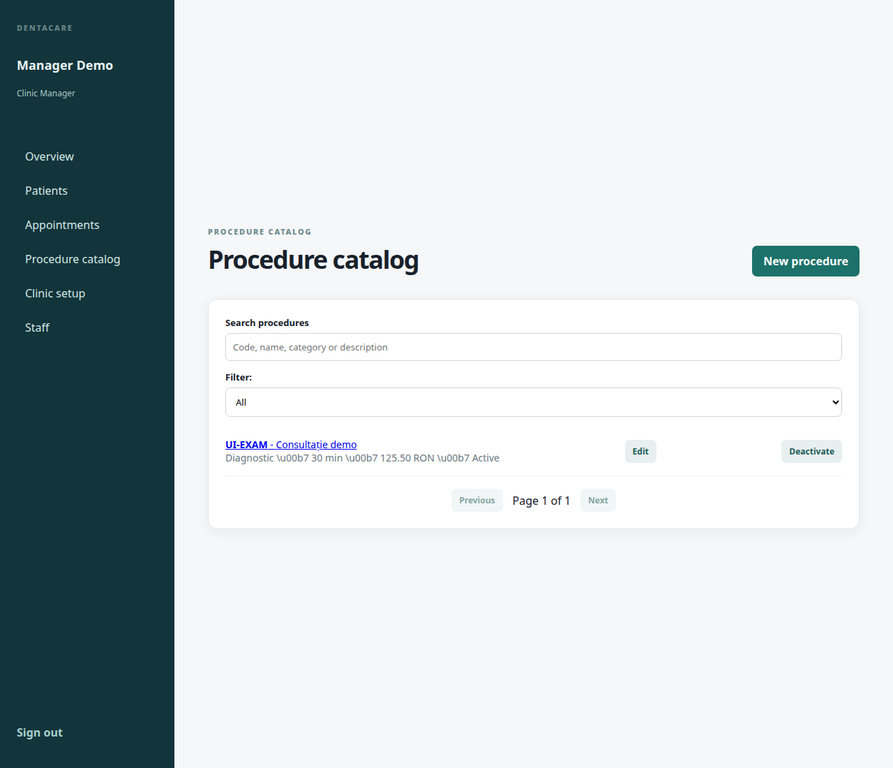 DENTACARE
Manager Demo
Clinic Manager
Overview
Patients
Appointments
Procedure catalog
Clinic setup
Staff
Sign out
PROCEDURE CATALOG
Procedure catalog
New procedure
Search procedures
Code, name, category or description
Filter:
All
UI-EXAM - Consultație demo
Diagnostic \u00b7 30 min \u00b7 125.50 RON \u00b7 Active
Edit
Deactivate
Previous
Page 1 of 1
Next